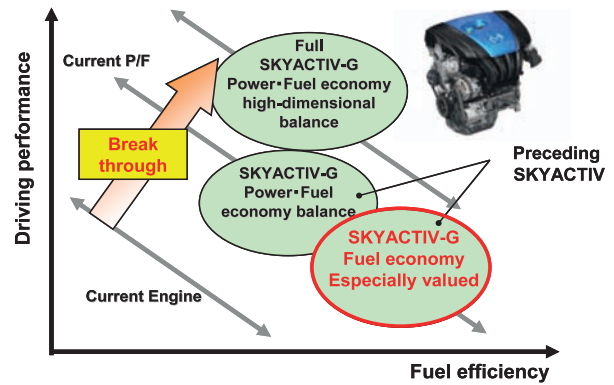 Driving performance
Current P/F
Full
SKYACTIV-G
Power・Fuel economy
high-dimensional
balance
Break
through
SKYACTIV-G
Power・Fuel
economy balance
Preceding
SKYACTIV
SKYACTIV-G
Fuel economy
Especially valued
Current Engine
Fuel efficiency